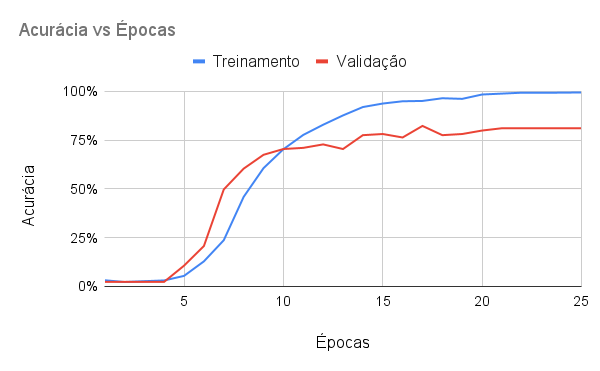 Acurácia vs Épocas
Treinamento Validação
100%
75%
50%
25%
0%
Acurácia
5 10 15 20 25
Épocas